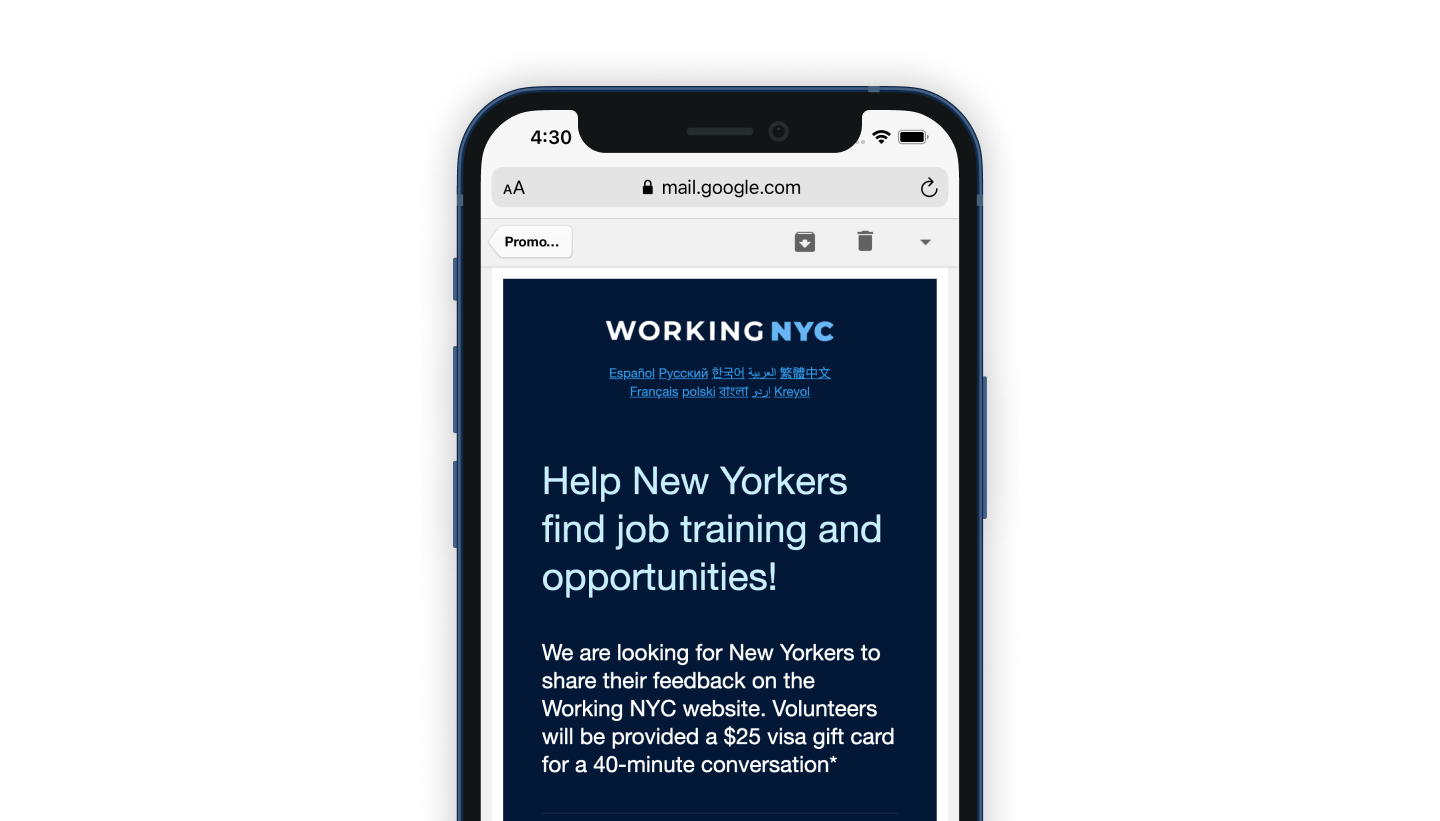 4:30
AA
mail.google.com
Promo...
WORKING NYC
Español Русский 한국어 العربية 繁體中文
Français polski বাংলা اردو Kreyol
Help New Yorkers
find job training and
opportunities!
We are looking for New Yorkers to
share their feedback on the
Working NYC website. Volunteers
will be provided a $25 visa gift card
for a 40-minute conversation*